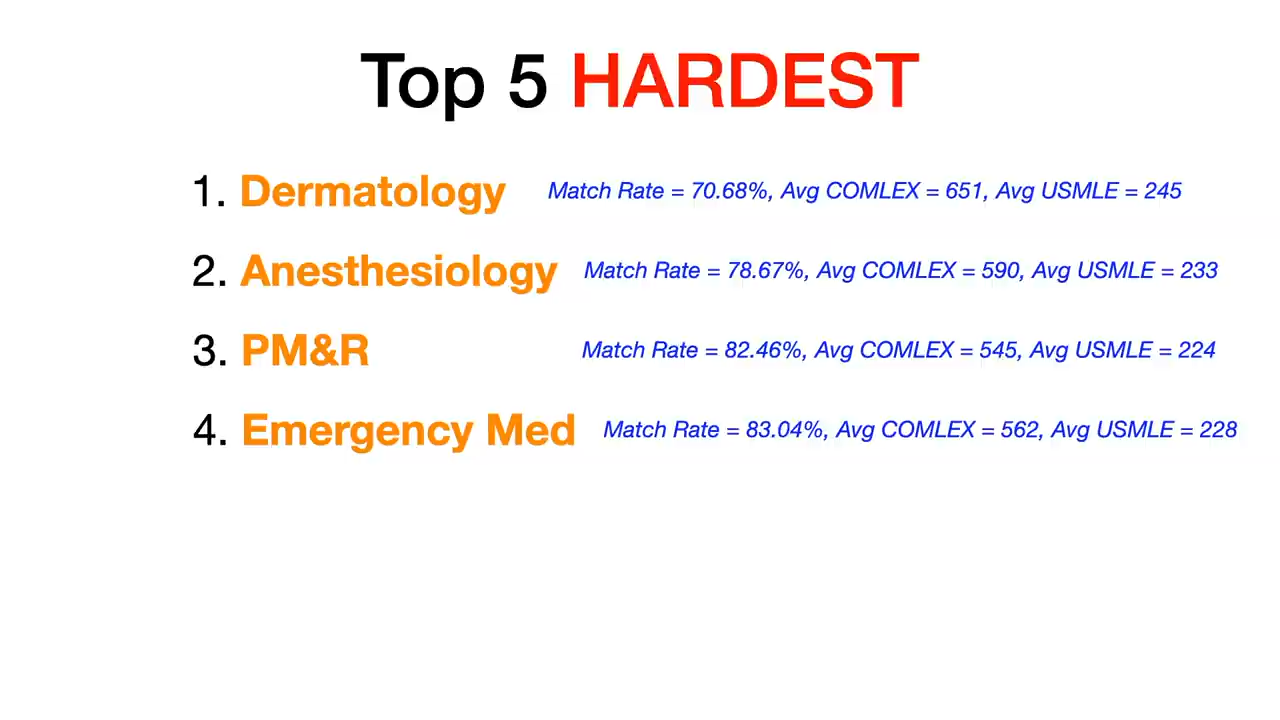 Top 5 HARDEST
1. Dermatology Match Rate = 70.68%, Avg COMLEX = 651, Avg USMLE = 245
2. Anesthesiology Match Rate = 78.67%, Avg COMLEX = 590, Avg USMLE = 233
3. PM&R Match Rate = 82.46%, Avg COMLEX = 545, Avg USMLE = 224
4. Emergency Med Match Rate = 83.04%, Avg COMLEX = 562, Avg USMLE = 228